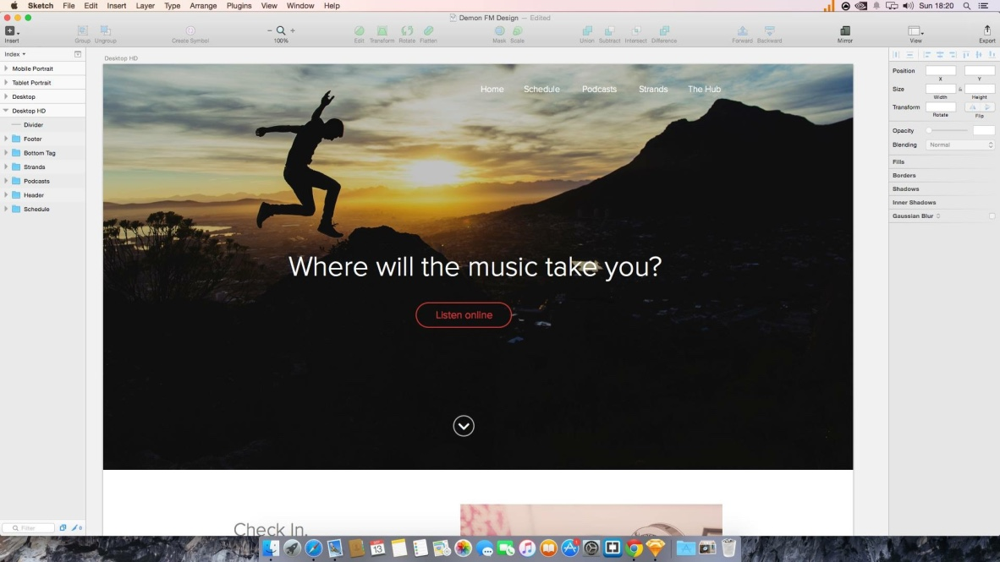 Sketch File Edit Insert Layer Type Arrange Plugins View Window Help Sun 18:20
Demon FM Design — Edited
Insert Group Ungroup Create Symbol 100% Edit Transform Rotate Flatten Mask Scale Union Subtract Intersect Difference Forward Backward Mirror View Export
Index
Mobile Portrait
Tablet Portrait
Desktop
Desktop HD
Divider
Footer
Bottom Tag
Strands
Podcasts
Header
Schedule
Filter
0
Desktop HD
Home Schedule Podcasts Strands The Hub
Where will the music take you?
Listen online
Check In.
Position
X Y
Size
Width Height
Transform
Rotate Flip
Opacity
Blending Normal
Fills
Borders
Shadows
Inner Shadows
Gaussian Blur
13